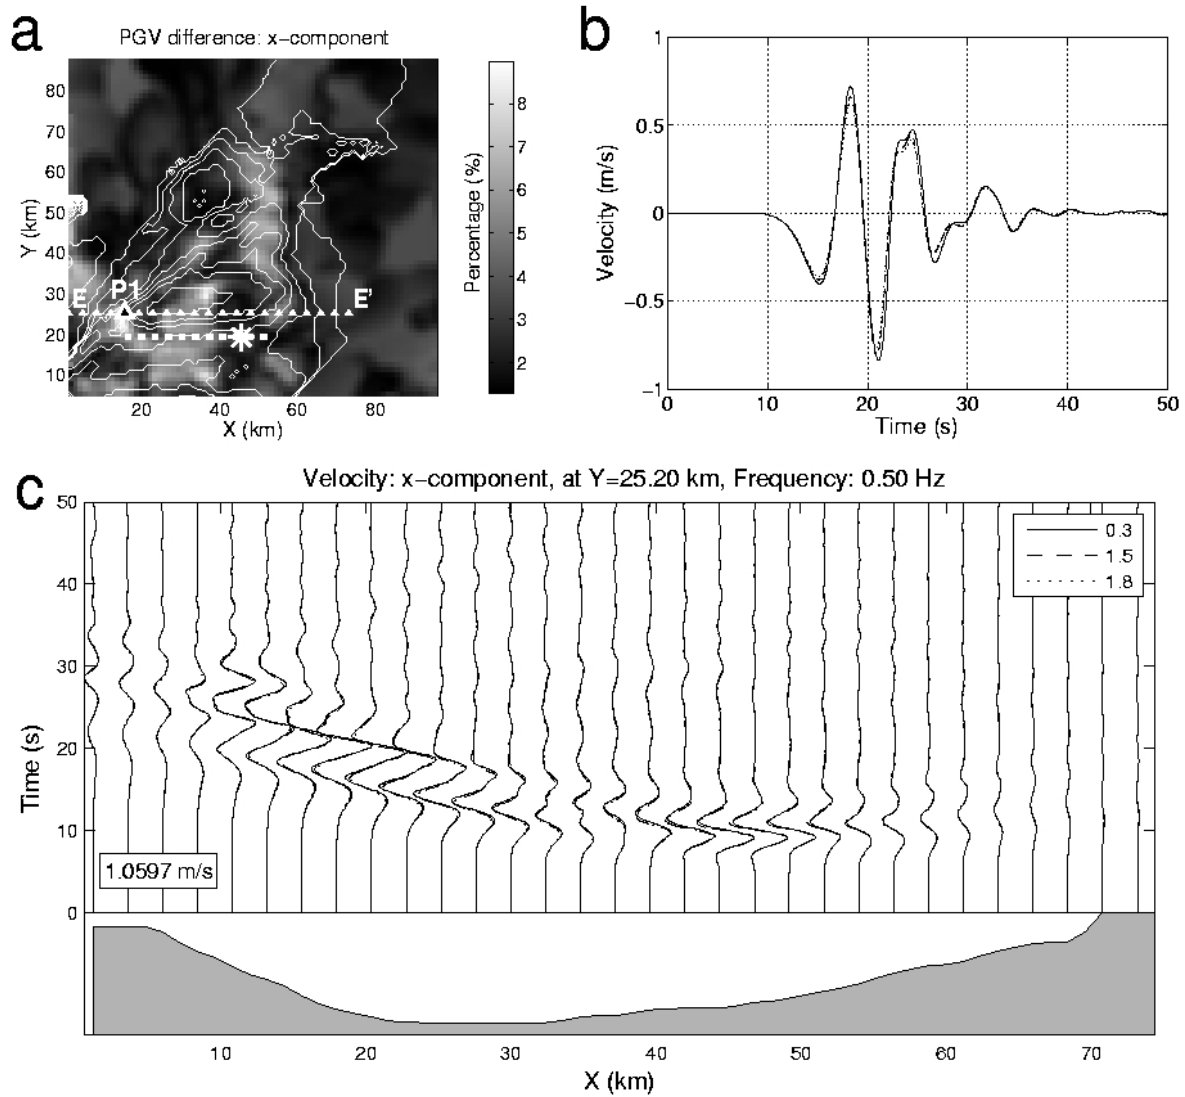 a
PGV difference: x-component
80
70
60
50
40
30
20
10
Y (km)
E
P1
E'
20
40
60
80
X (km)
8
7
6
5
4
3
2
Percentage (%)
b
1
0.5
0
-0.5
-1
Velocity (m/s)
0
10
20
30
40
50
Time (s)
c
Velocity: x-component, at Y=25.20 km, Frequency: 0.50 Hz
50
40
30
20
10
0
Time (s)
0.3
1.5
1.8
1.0597 m/s
10
20
30
40
50
60
70
X (km)